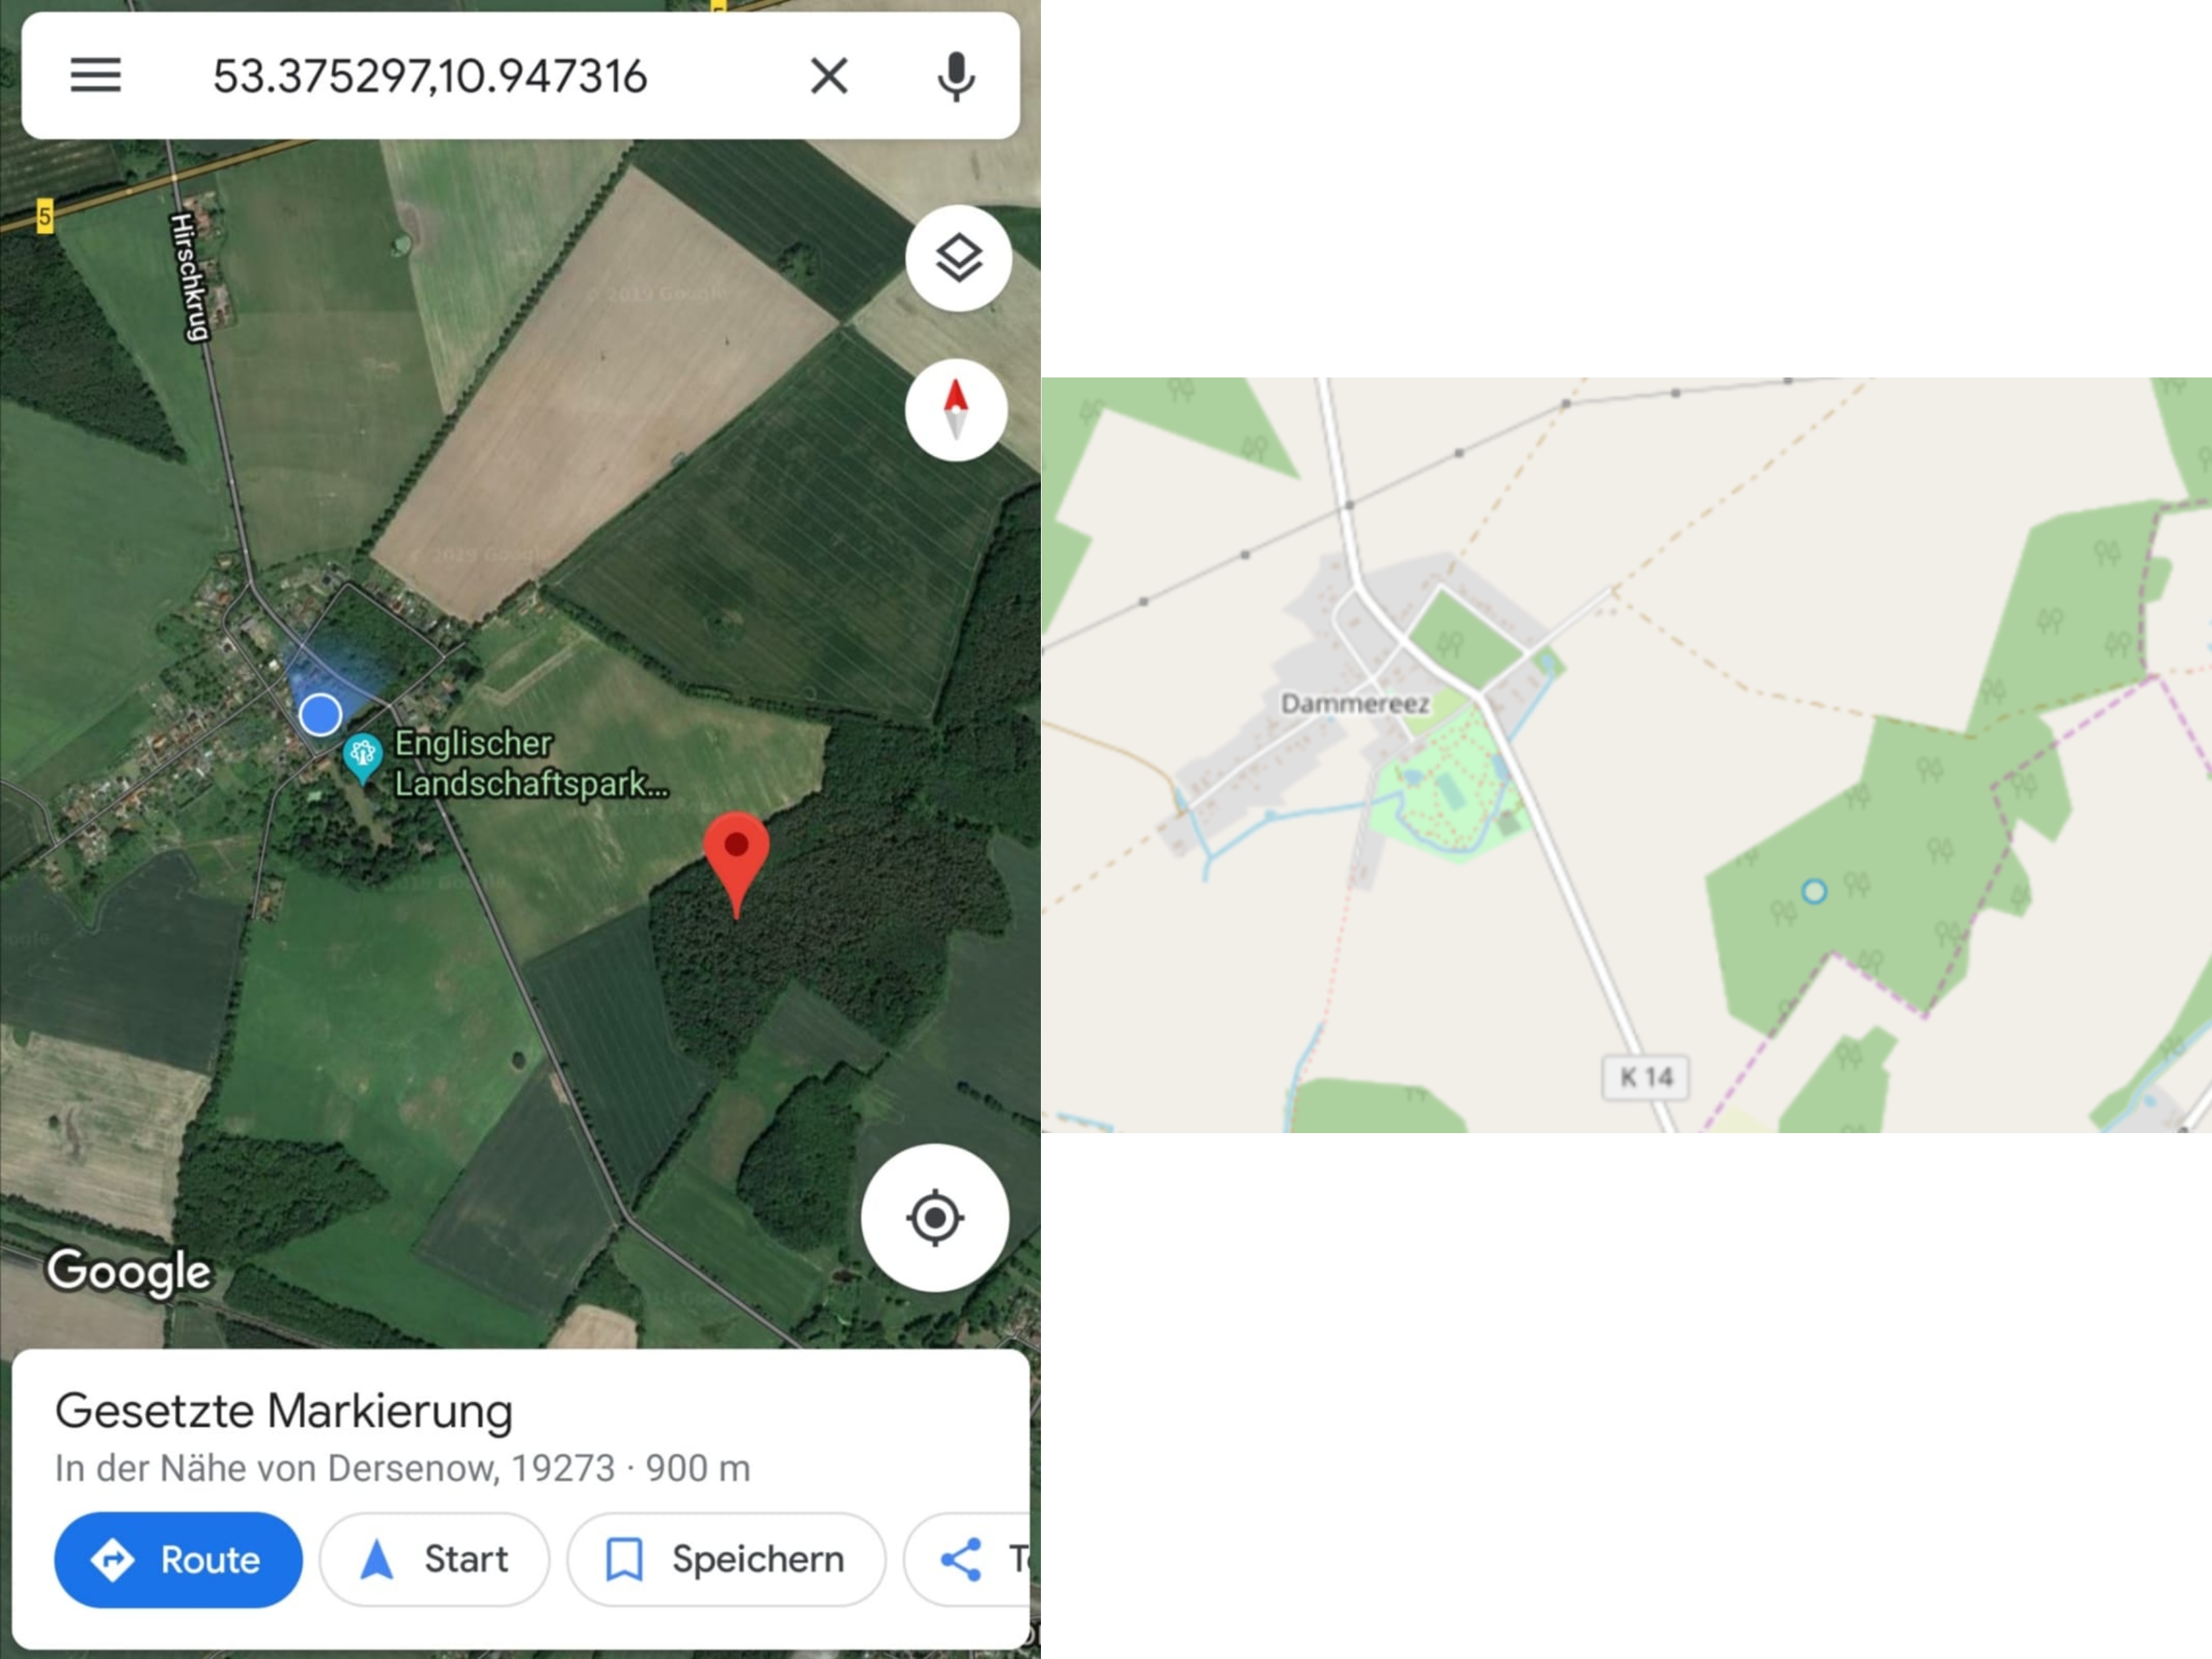 5
53.375297,10.947316
5
Hirschkrug
© 2019 Google
© 2019 Google
Englischer
Landschaftspark...
Dammereez
K 14
Google
Gesetzte Markierung
In der Nähe von Dersenow, 19273 · 900 m
Route
Start
Speichern